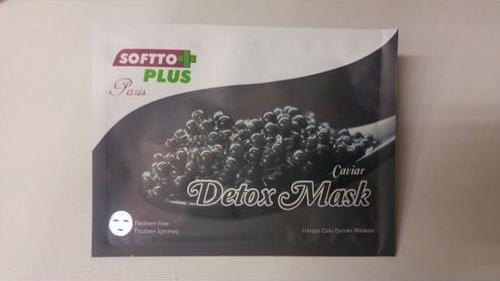 SOFTTO
PLUS
Paris
Caviar
Detox Mask
Paraben Free
Paraben İçermez
Havyar Özlü Detoks Maskesi